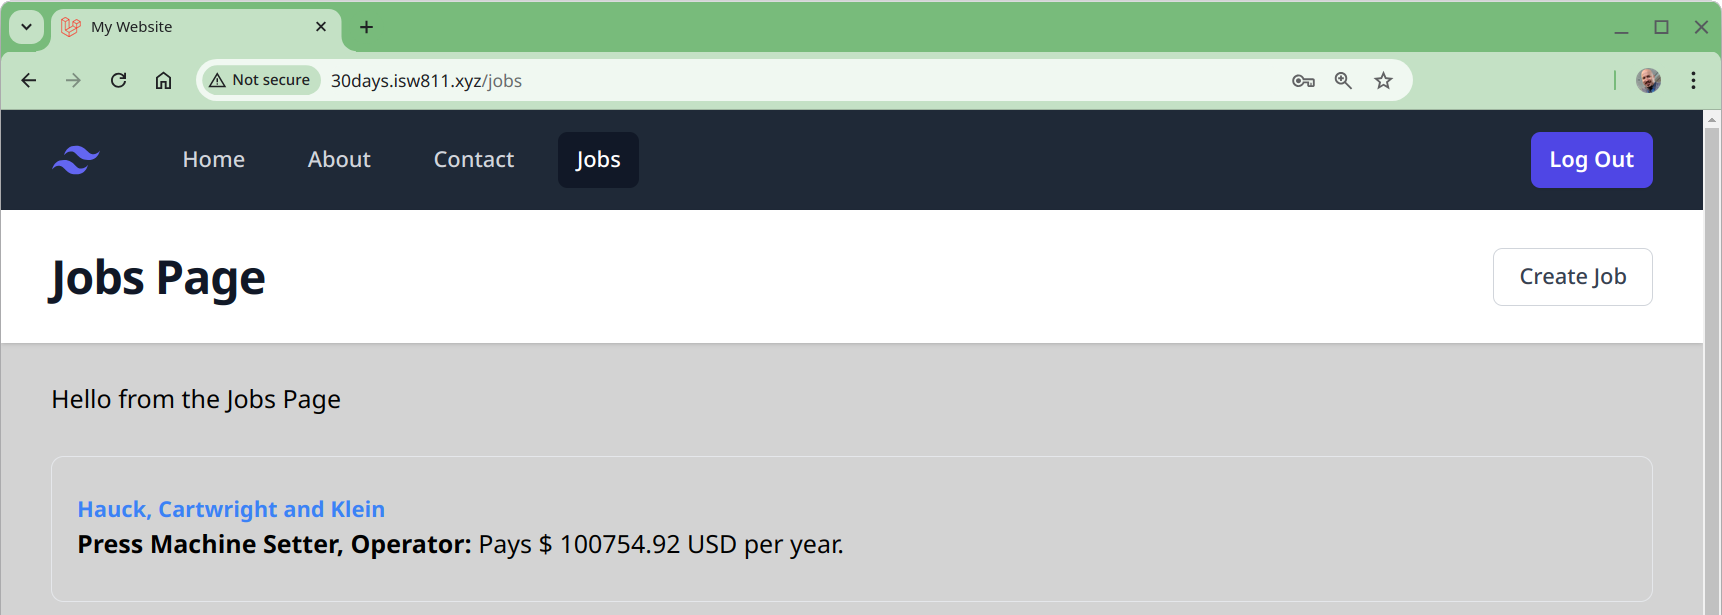 My Website
Not secure 30days.isw811.xyz/jobs
Home About Contact Jobs Log Out
Jobs Page Create Job
Hello from the Jobs Page
Hauck, Cartwright and Klein
Press Machine Setter, Operator: Pays $ 100754.92 USD per year.